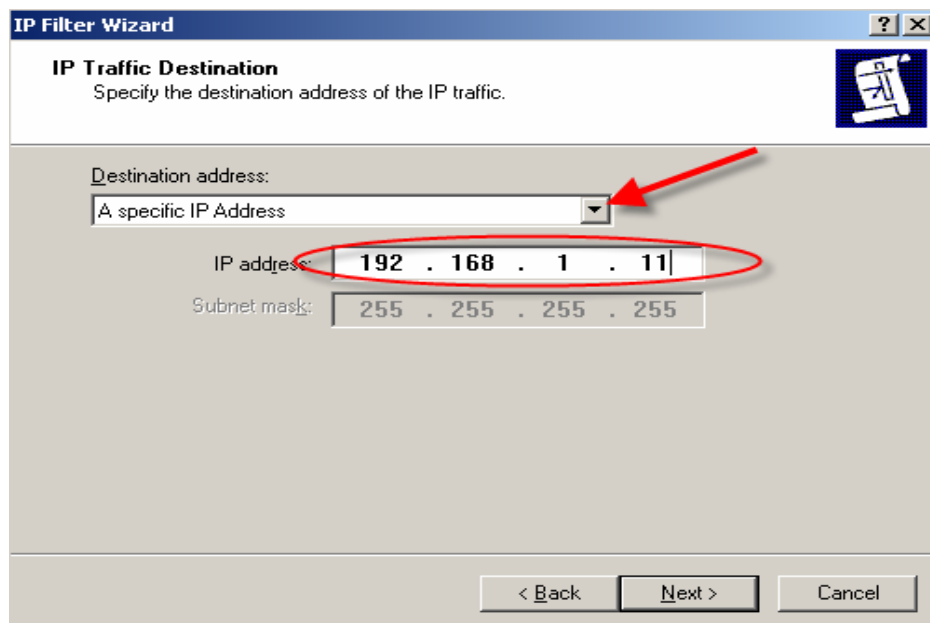 IP Filter Wizard
IP Traffic Destination
Specify the destination address of the IP traffic.
Destination address:
A specific IP Address
IP address: 192 . 168 . 1 . 11
Subnet mask: 255 . 255 . 255 . 255
< Back Next > Cancel